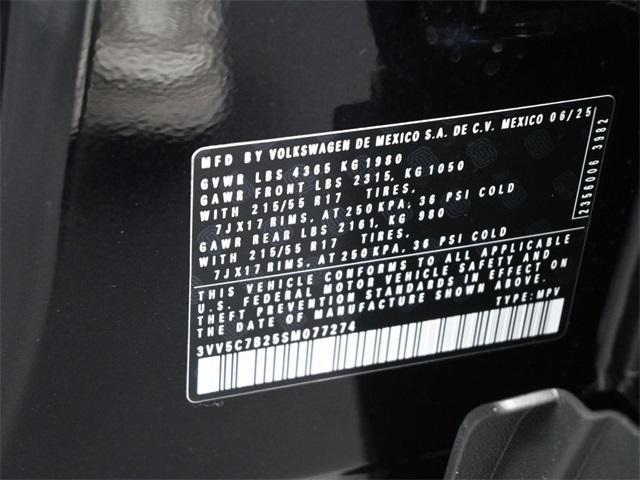 MFD BY VOLKSWAGEN DE MEXICO S.A. DE C.V. MEXICO 06/25
GVWR LBS 4365 KG 1980
GAWR FRONT LBS 2315, KG 1050
WITH 215/55 R17 TIRES,
7JX17 RIMS, AT 250 KPA, 36 PSI COLD
GAWR REAR LBS 2161, KG 980
WITH 215/55 R17 TIRES,
7JX17 RIMS, AT 250 KPA, 36 PSI COLD
THIS VEHICLE CONFORMS TO ALL APPLICABLE
U.S. FEDERAL MOTOR VEHICLE SAFETY AND
THEFT PREVENTION STANDARDS IN EFFECT ON
THE DATE OF MANUFACTURE SHOWN ABOVE.
3VV5C7B25SM077274 TYPE: MPV
2356006 3982